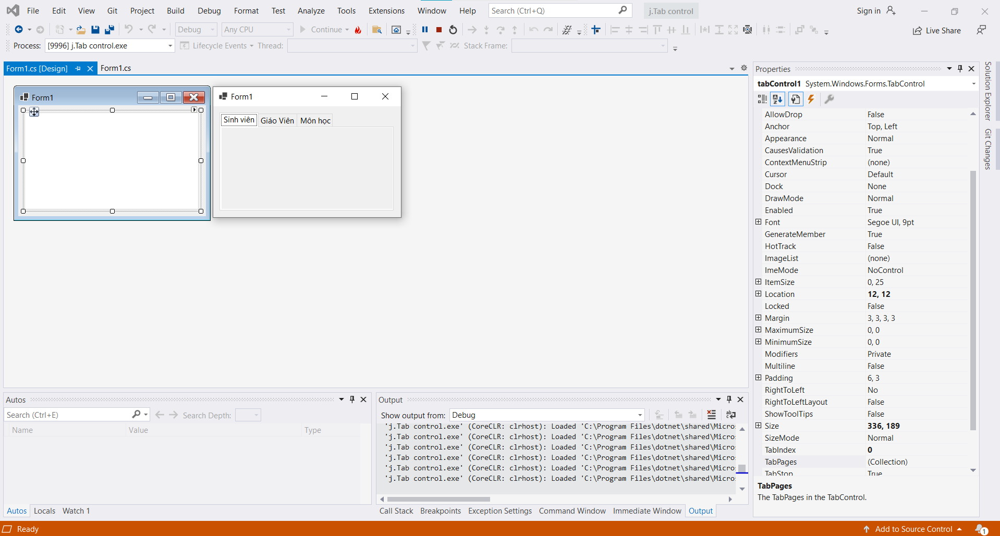 File Edit View Git Project Build Debug Format Test Analyze Tools Extensions Window Help Search (Ctrl+Q) j.Tab control Sign in
Debug Any CPU Continue Live Share
Process: [9996] j.Tab control.exe Lifecycle Events Thread: Stack Frame:
Form1.cs [Design] Form1.cs
Form1
Form1
Sinh viên Giáo Viên Môn học
Properties
tabControl1 System.Windows.Forms.TabControl
AllowDrop False
Anchor Top, Left
Appearance Normal
CausesValidation True
ContextMenuStrip (none)
Cursor Default
Dock None
DrawMode Normal
Enabled True
Font Segoe UI, 9pt
GenerateMember True
HotTrack False
ImageList (none)
ImeMode NoControl
ItemSize 0, 25
Location 12, 12
Locked False
Margin 3, 3, 3, 3
MaximumSize 0, 0
MinimumSize 0, 0
Modifiers Private
Multiline False
Padding 6, 3
RightToLeft No
RightToLeftLayout False
ShowToolTips False
Size 336, 189
SizeMode Normal
TabIndex 0
TabPages (Collection)
TabStop True
TabPages
The TabPages in the TabControl.
Solution Explorer
Git Changes
Autos
Search (Ctrl+E) Search Depth:
Name Value Type
Autos Locals Watch 1
Output
Show output from: Debug
'j.Tab control.exe' (CoreCLR: clrhost): Loaded 'C:\Program Files\dotnet\shared\Micro
'j.Tab control.exe' (CoreCLR: clrhost): Loaded 'C:\Program Files\dotnet\shared\Micro
'j.Tab control.exe' (CoreCLR: clrhost): Loaded 'C:\Program Files\dotnet\shared\Micro
'j.Tab control.exe' (CoreCLR: clrhost): Loaded 'C:\Program Files\dotnet\shared\Micro
'j.Tab control.exe' (CoreCLR: clrhost): Loaded 'C:\Program Files\dotnet\shared\Micro
'j.Tab control.exe' (CoreCLR: clrhost): Loaded 'C:\Program Files\dotnet\shared\Micro
Call Stack Breakpoints Exception Settings Command Window Immediate Window Output
Ready Add to Source Control 1